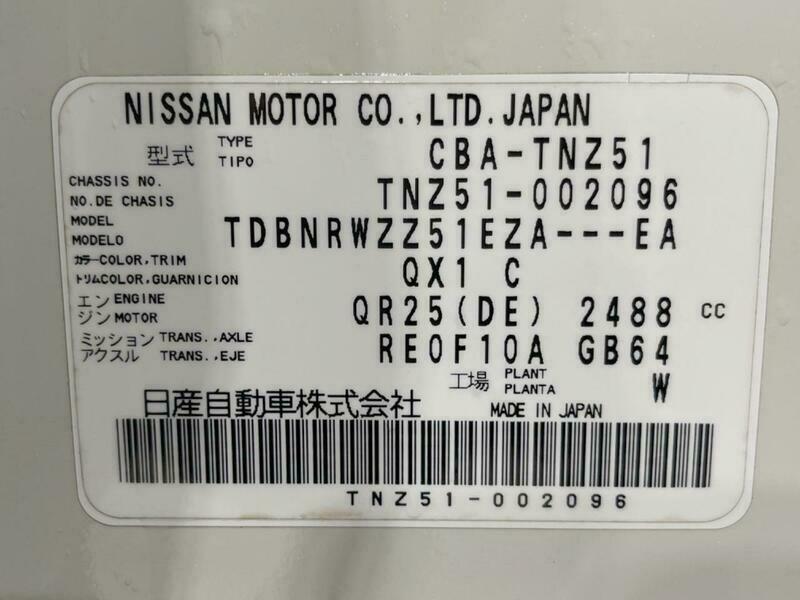 NISSAN MOTOR CO.,LTD.JAPAN
型式 TYPE TIPO CBA-TNZ51
CHASSIS NO.
NO.DE CHASIS TNZ51-002096
MODEL
MODELO TDBNRWZZ51EZA---EA
カラーCOLOR,TRIM
トリムCOLOR,GUARNICION QX1 C
エンジン ENGINE MOTOR QR25(DE) 2488 CC
ミッション TRANS.,AXLE
アクスル TRANS.,EJE RE0F10A GB64
工場 PLANT PLANTA W
日産自動車株式会社 MADE IN JAPAN
TNZ51-002096